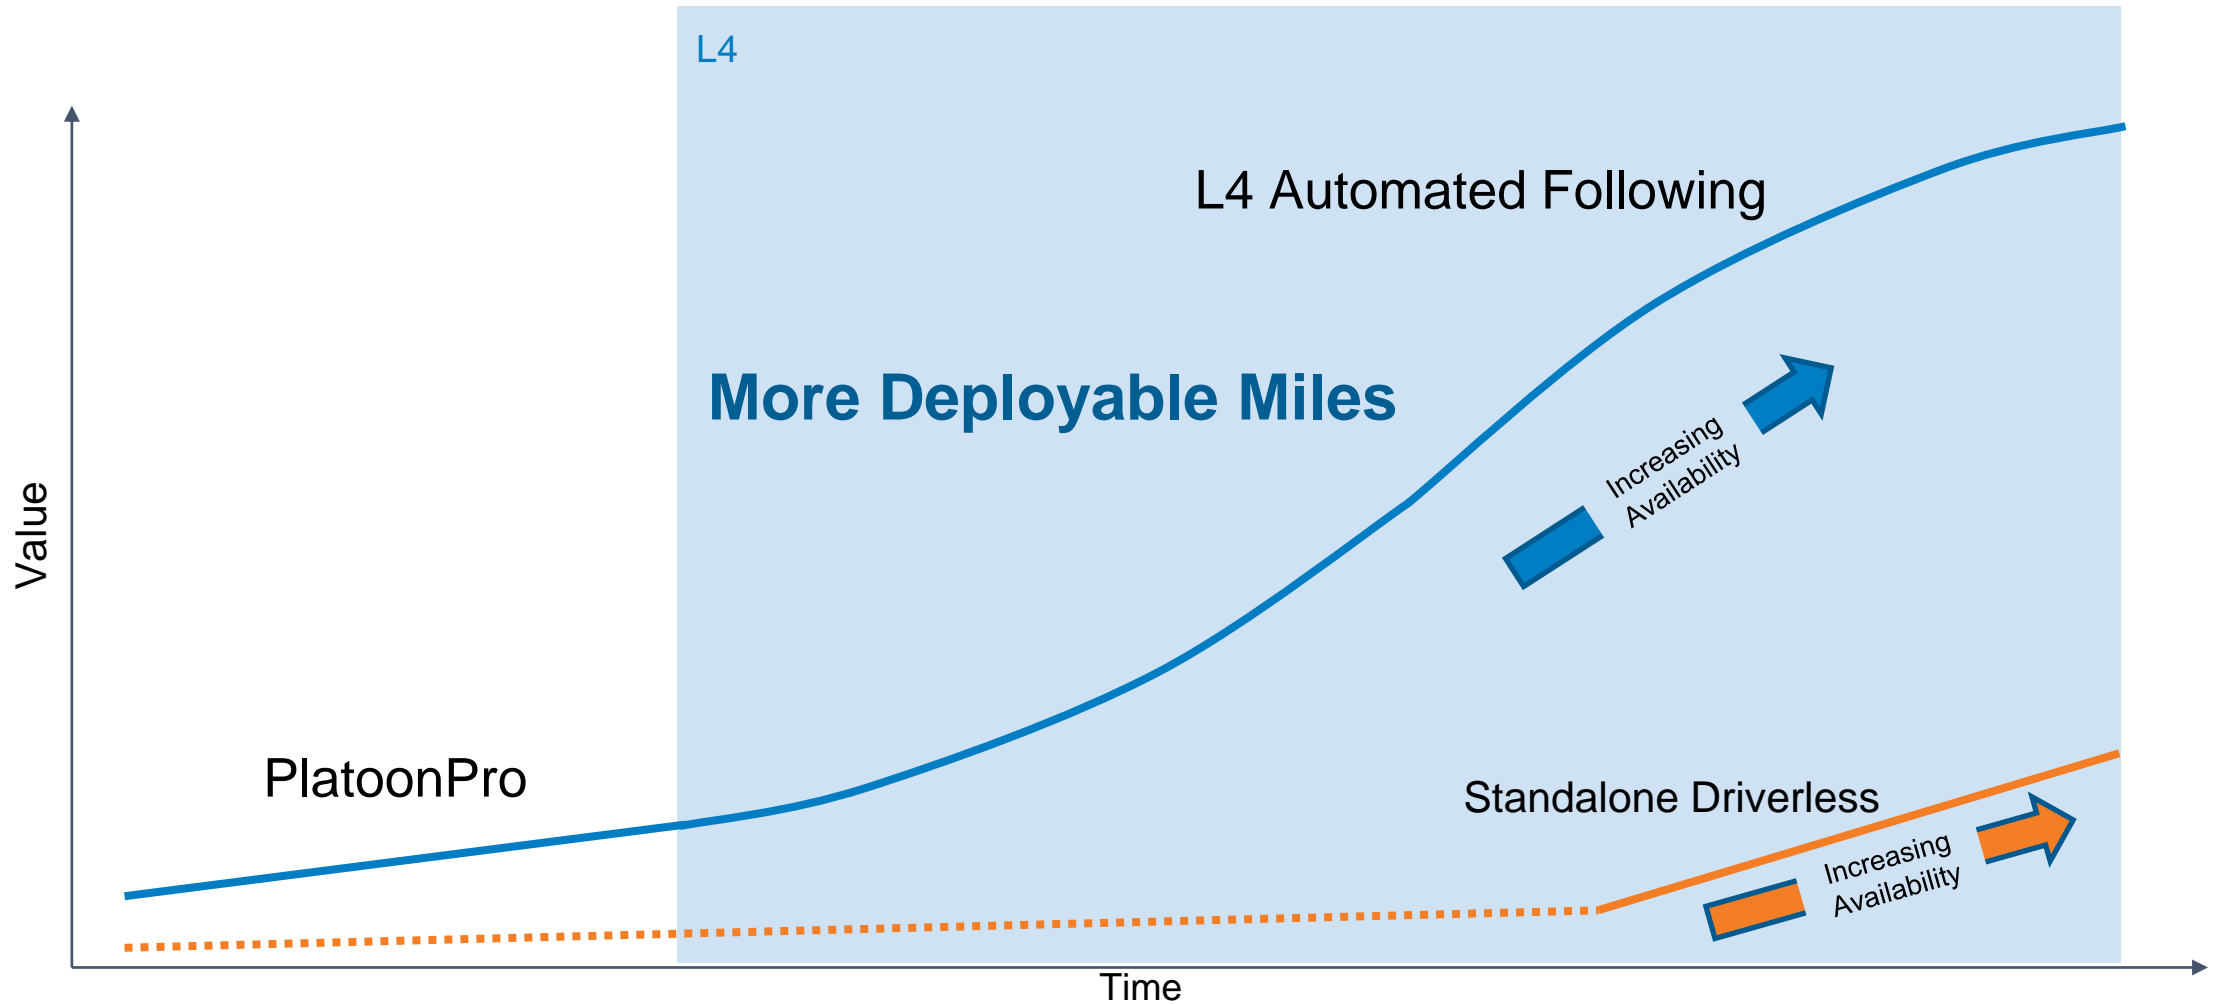 L4
L4 Automated Following
More Deployable Miles
Increasing
Availability
Value
PlatoonPro
Standalone Driverless
Increasing
Availability
Time